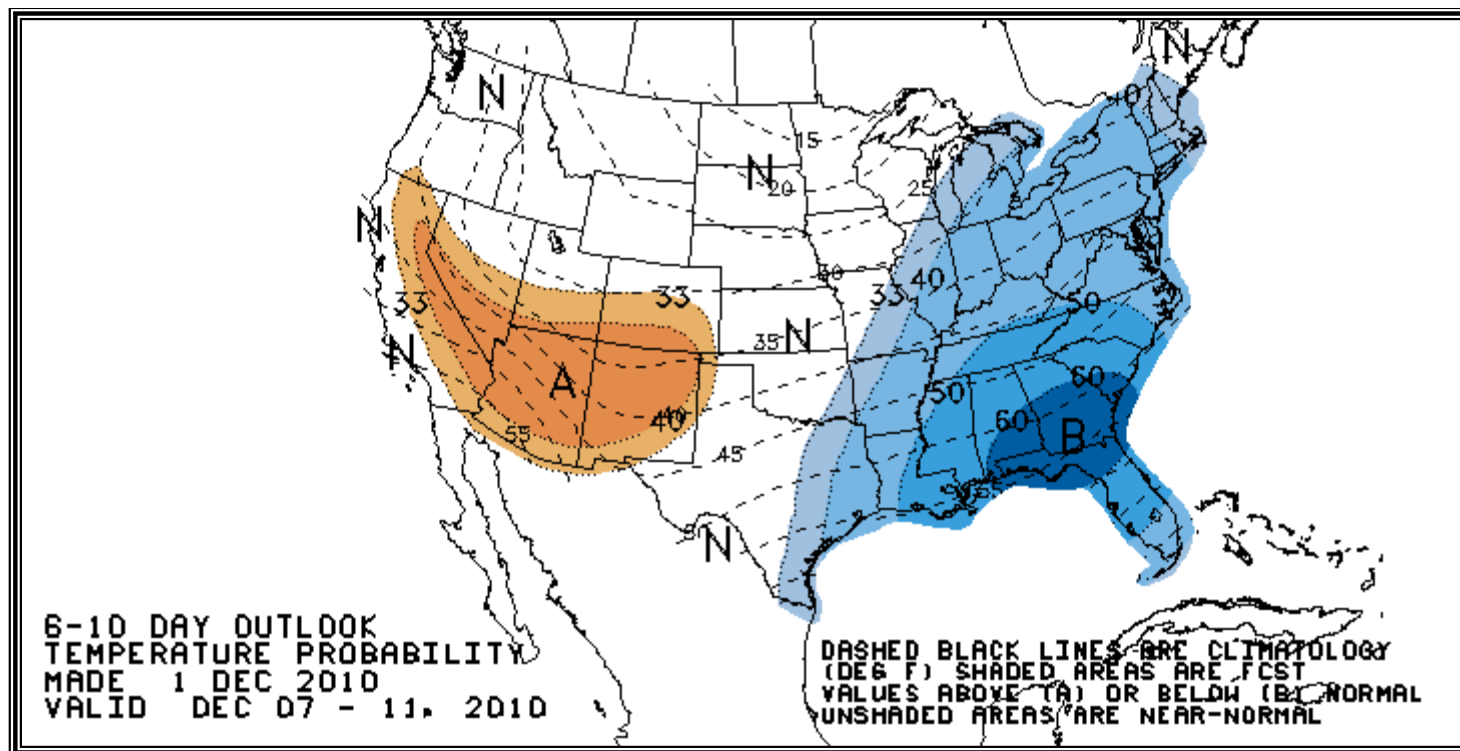 N
40
N
15
N
20
25
N
30
40
33
33
33
50
N
35
N
A
50
60
40
60
B
55
45
N
6-10 DAY OUTLOOK
TEMPERATURE PROBABILITY
MADE 1 DEC 2010
VALID DEC 07 - 11, 2010
DASHED BLACK LINES ARE CLIMATOLOGY
(DEG F) SHADED AREAS ARE FCST
VALUES ABOVE (A) OR BELOW (B) NORMAL
UNSHADED AREAS ARE NEAR-NORMAL